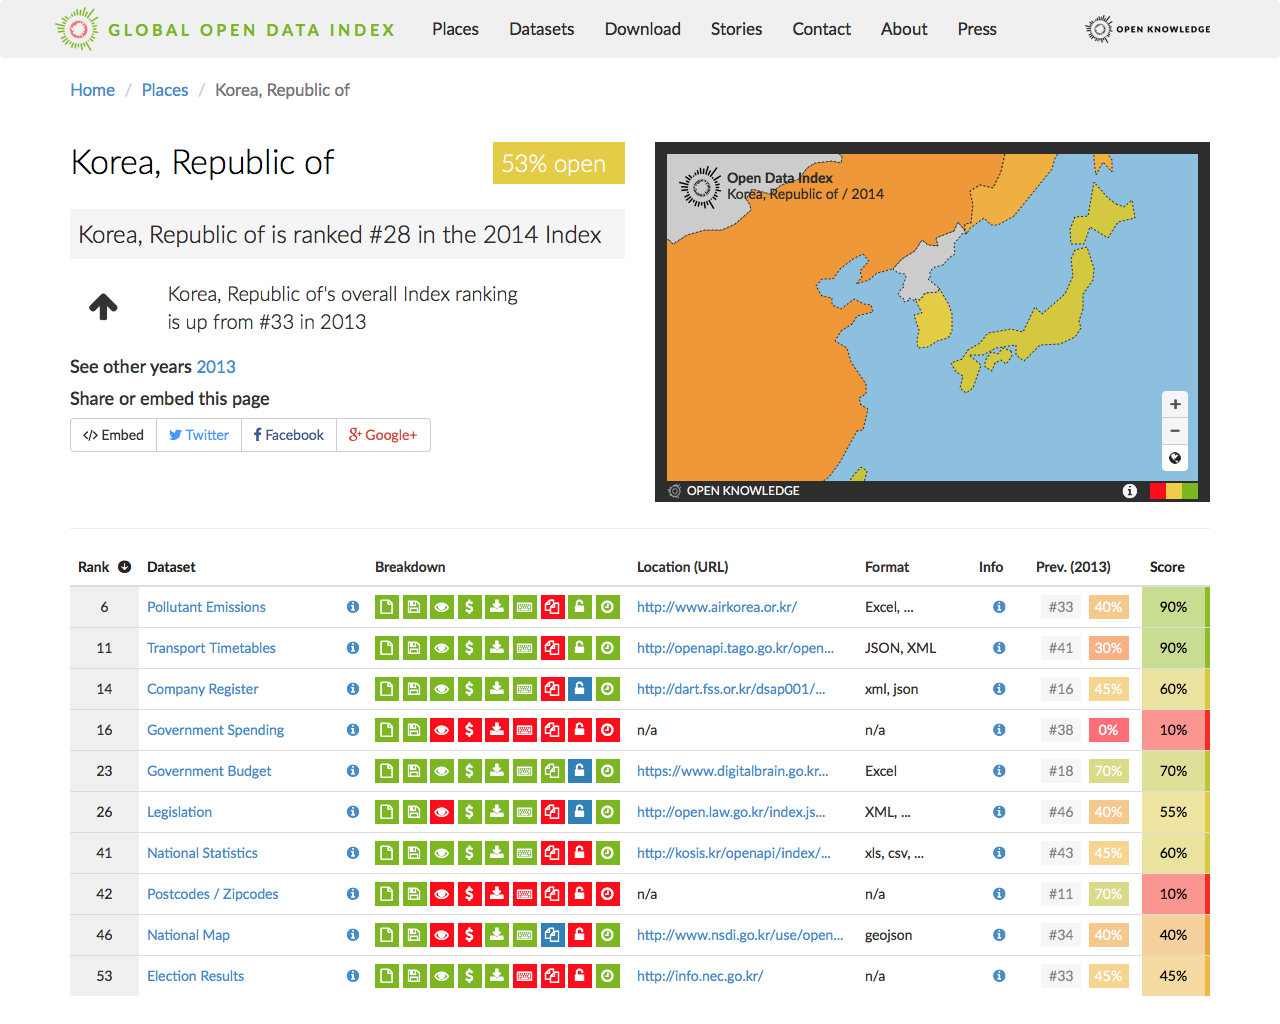 GLOBAL OPEN DATA INDEX Places Datasets Download Stories Contact About Press OPEN KNOWLEDGE
Home / Places / Korea, Republic of
Korea, Republic of 53% open
Korea, Republic of is ranked #28 in the 2014 Index
Korea, Republic of's overall Index ranking
is up from #33 in 2013
See other years 2013
Share or embed this page
</> Embed Twitter Facebook Google+
Open Data Index
Korea, Republic of / 2014
+
−
OPEN KNOWLEDGE
Rank Dataset Breakdown Location (URL) Format Info Prev. (2013) Score
6 Pollutant Emissions http://www.airkorea.or.kr/ Excel, ... #33 40% 90%
11 Transport Timetables http://openapi.tago.go.kr/open... JSON, XML #41 30% 90%
14 Company Register http://dart.fss.or.kr/dsap001/... xml, json #16 45% 60%
16 Government Spending n/a n/a #38 0% 10%
23 Government Budget https://www.digitalbrain.go.kr... Excel #18 70% 70%
26 Legislation http://open.law.go.kr/index.js... XML, ... #46 40% 55%
41 National Statistics http://kosis.kr/openapi/index/... xls, csv, ... #43 45% 60%
42 Postcodes / Zipcodes n/a n/a #11 70% 10%
46 National Map http://www.nsdi.go.kr/use/open... geojson #34 40% 40%
53 Election Results http://info.nec.go.kr/ n/a #33 45% 45%